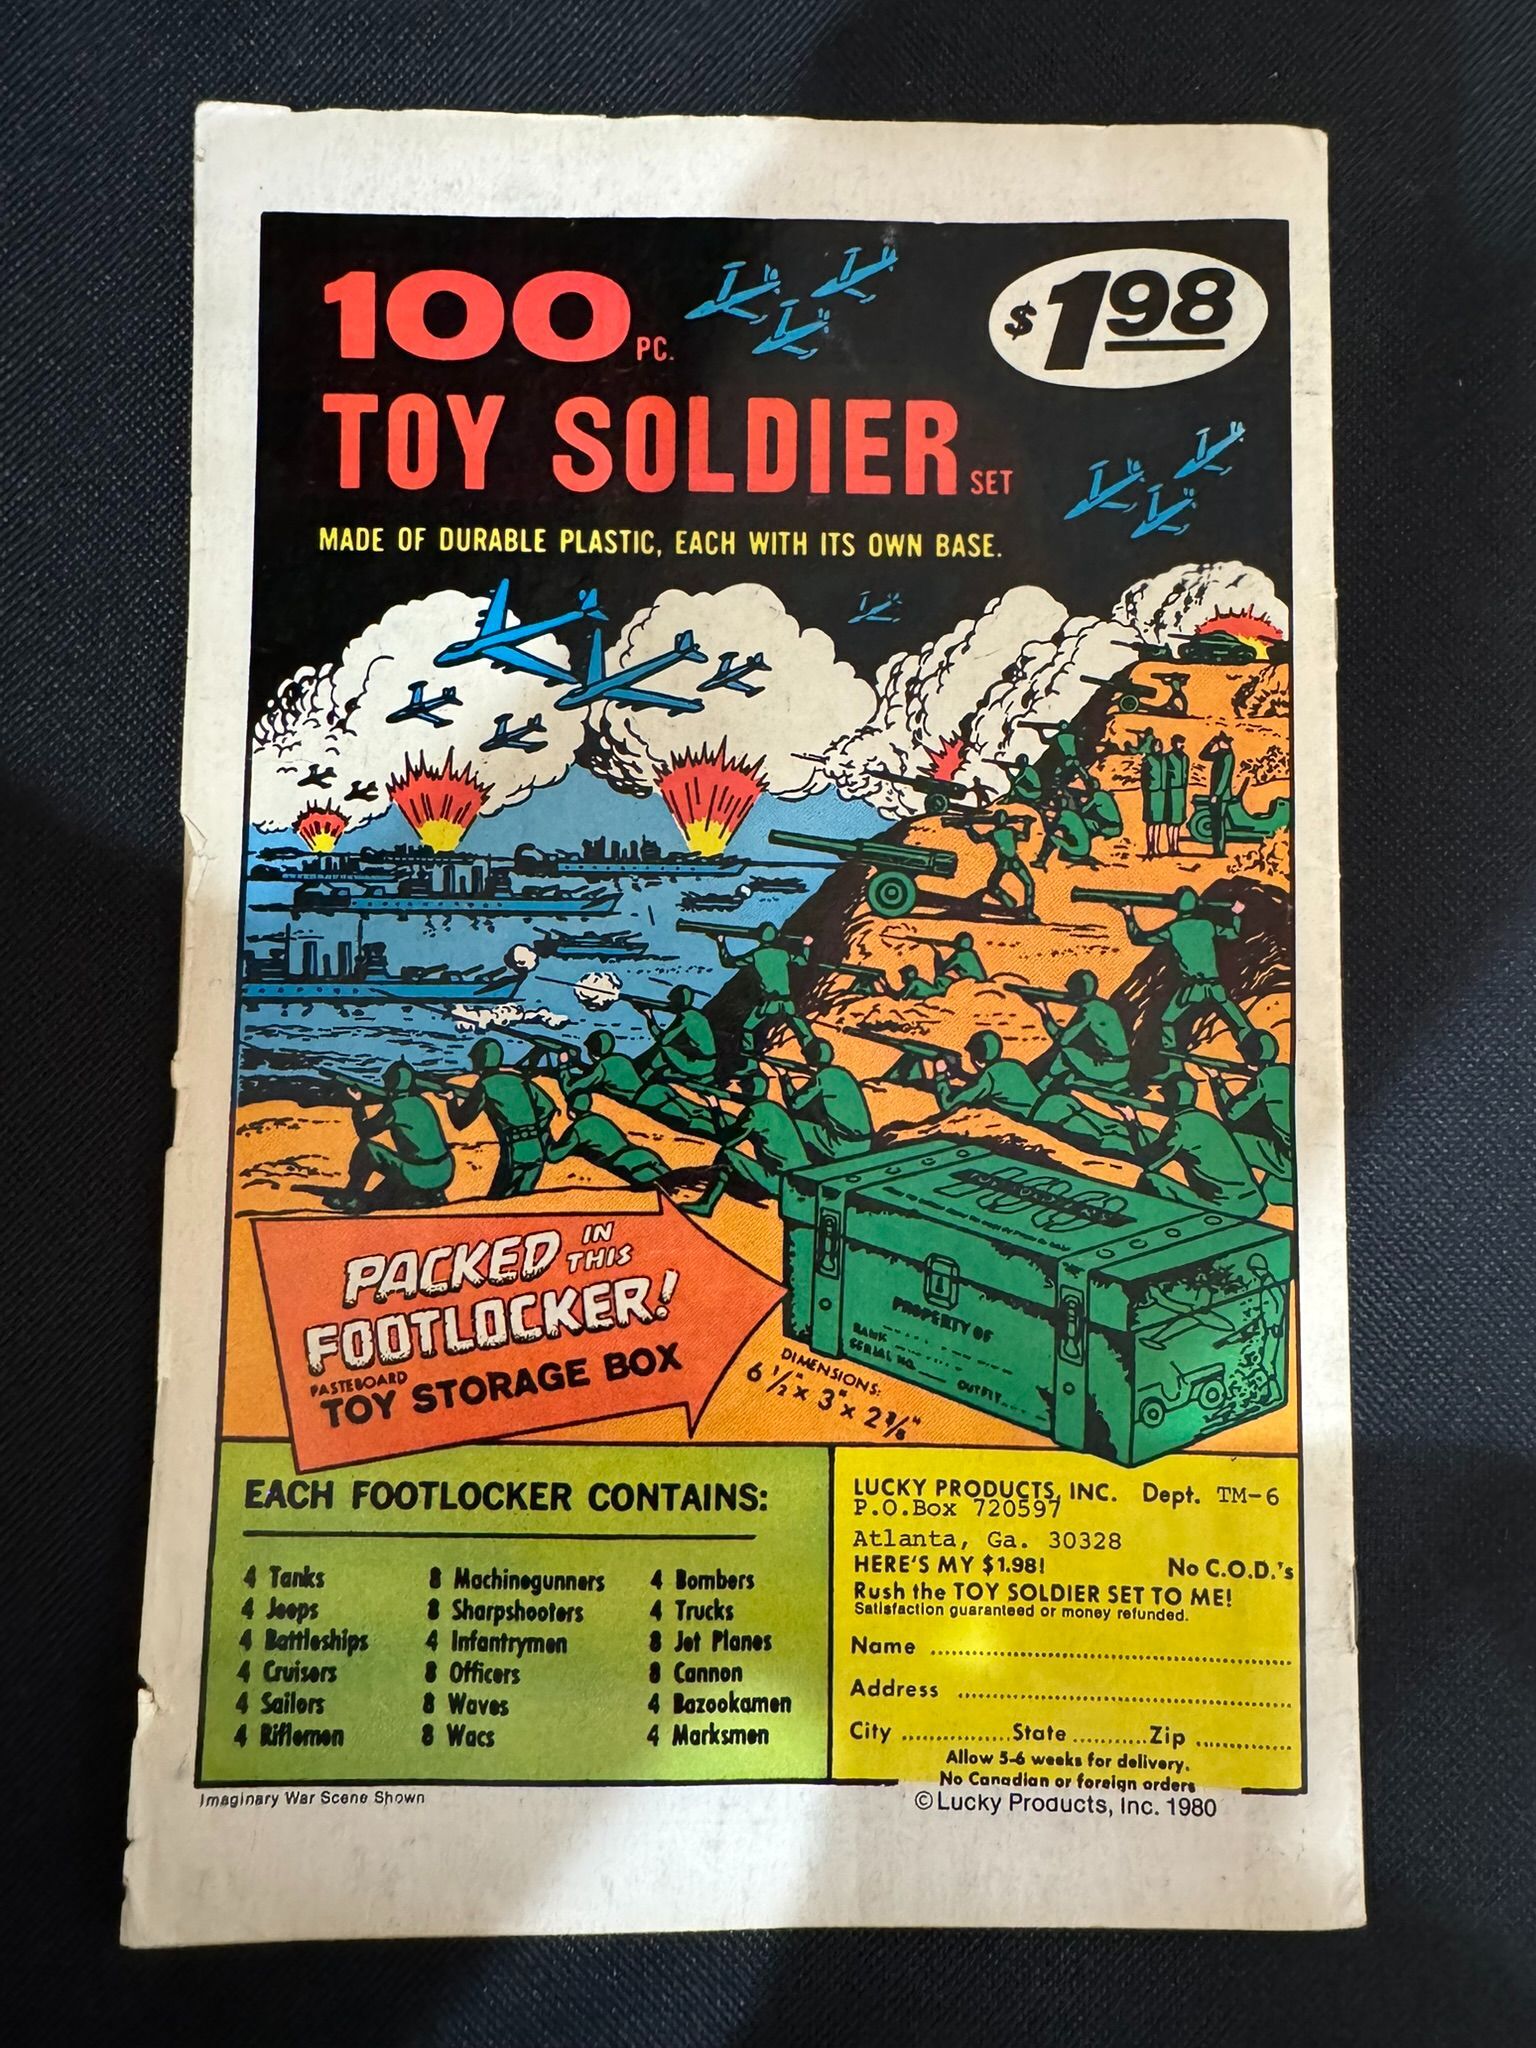 100 PC.
$1.98
TOY SOLDIER SET
MADE OF DURABLE PLASTIC, EACH WITH ITS OWN BASE.
PACKED IN THIS
FOOTLOCKER!
PASTEBOARD
TOY STORAGE BOX
PROPERTY OF
RANK
SERIAL NO.
OUTFIT
DIMENSIONS:
6 1/2" x 3" x 2 3/8"
EACH FOOTLOCKER CONTAINS:
4 Tanks
4 Jeeps
4 Battleships
4 Cruisers
4 Sailors
4 Riflemen
8 Machinegunners
8 Sharpshooters
4 Infantrymen
8 Officers
8 Waves
8 Wacs
4 Bombers
4 Trucks
8 Jet Planes
8 Cannon
4 Bazookamen
4 Marksmen
LUCKY PRODUCTS, INC. Dept. TM-6
P.O.Box 720597
Atlanta, Ga. 30328
HERE'S MY $1.98! No C.O.D.'s
Rush the TOY SOLDIER SET TO ME!
Satisfaction guaranteed or money refunded.
Name
Address
City State Zip
Allow 5-6 weeks for delivery.
No Canadian or foreign orders
Imaginary War Scene Shown
© Lucky Products, Inc. 1980